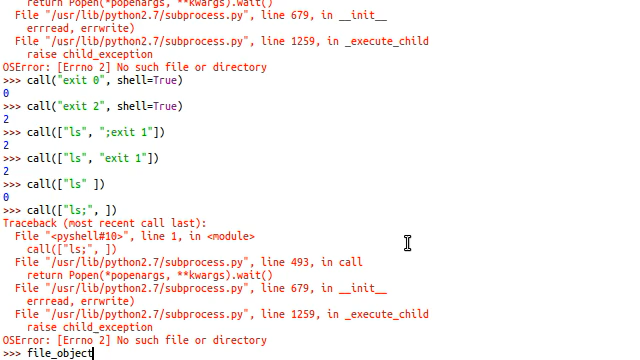 return Popen(*popenargs, **kwargs).wait()
File "/usr/lib/python2.7/subprocess.py", line 679, in __init__
errread, errwrite)
File "/usr/lib/python2.7/subprocess.py", line 1259, in _execute_child
raise child_exception
OSError: [Errno 2] No such file or directory
>>> call("exit 0", shell=True)
0
>>> call("exit 2", shell=True)
2
>>> call(["ls", ";exit 1"])
2
>>> call(["ls", "exit 1"])
2
>>> call(["ls" ])
0
>>> call(["ls;", ])
Traceback (most recent call last):
File "<pyshell#10>", line 1, in <module>
call(["ls;", ])
File "/usr/lib/python2.7/subprocess.py", line 493, in call
return Popen(*popenargs, **kwargs).wait()
File "/usr/lib/python2.7/subprocess.py", line 679, in __init__
errread, errwrite)
File "/usr/lib/python2.7/subprocess.py", line 1259, in _execute_child
raise child_exception
OSError: [Errno 2] No such file or directory
>>> file_object